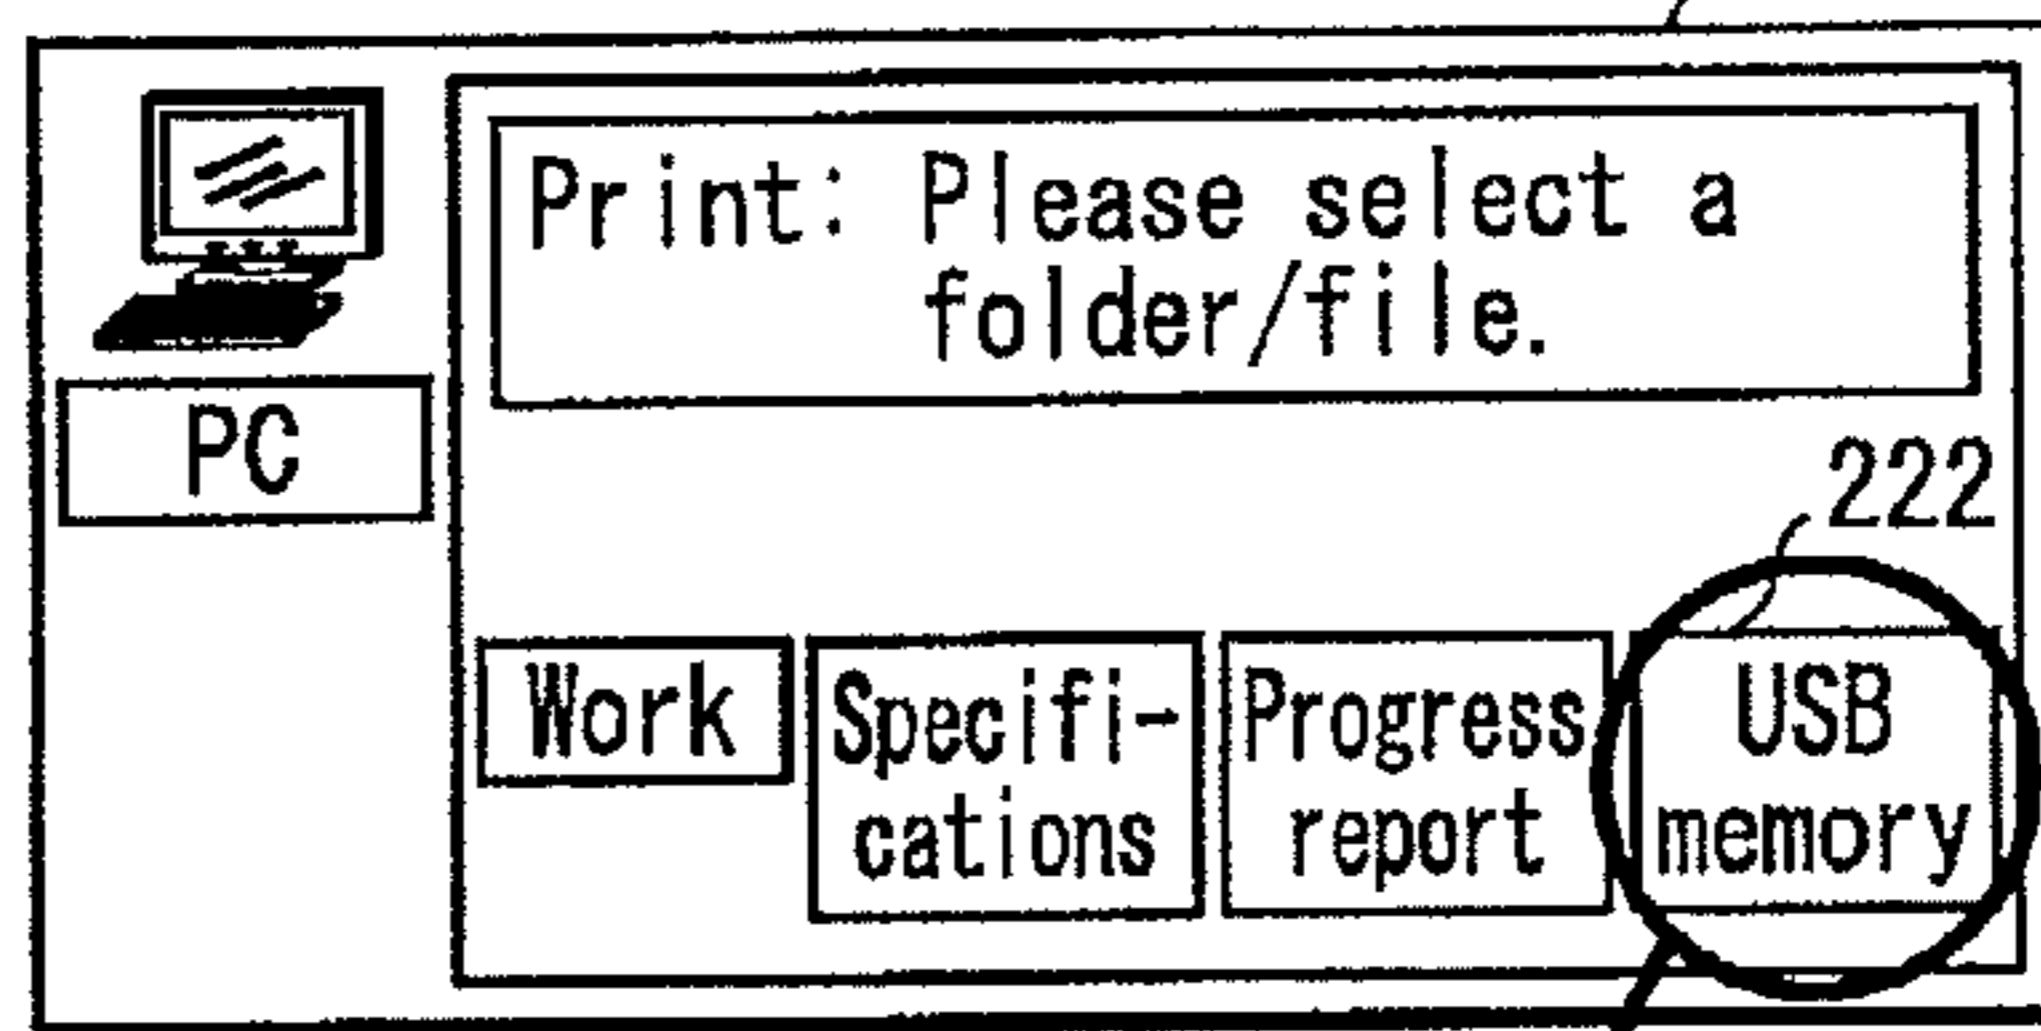 Print: Please select a
folder/file.
PC
222
Work
Specifi-
cations
Progress
report
USB
memory